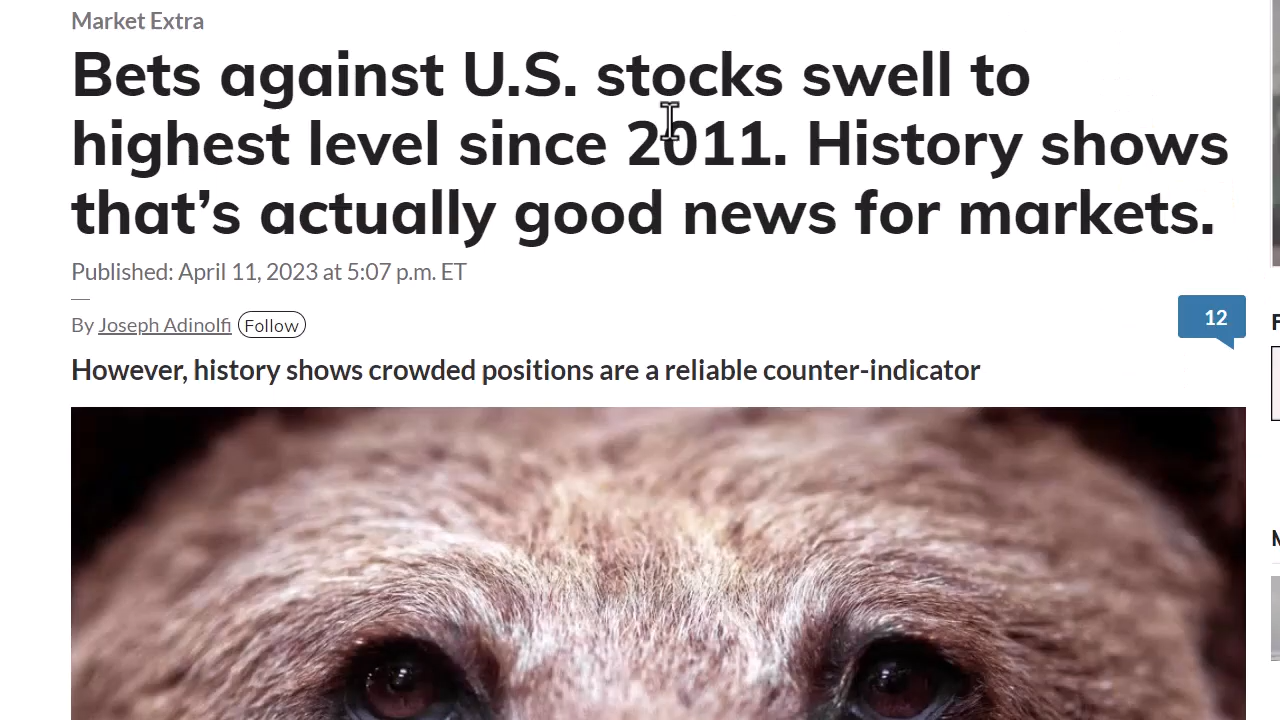 Market Extra
Bets against U.S. stocks swell to
highest level since 2011. History shows
that’s actually good news for markets.
Published: April 11, 2023 at 5:07 p.m. ET
By Joseph Adinolfi Follow
12
However, history shows crowded positions are a reliable counter-indicator